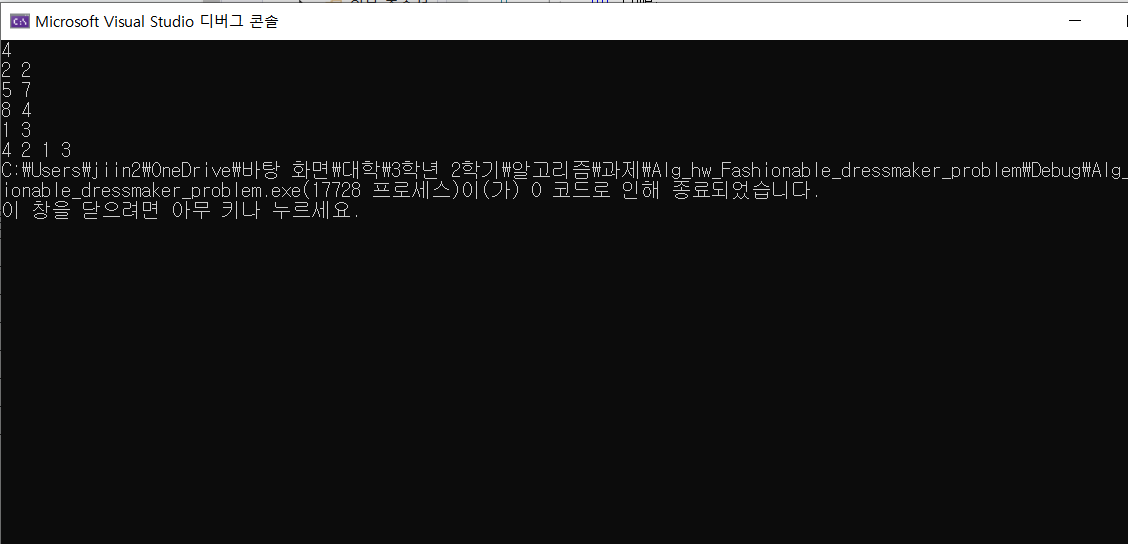 Microsoft Visual Studio 디버그 콘솔
4
2 2
5 7
8 4
1 3
4 2 1 3
C:\Users\jiin2\OneDrive\바탕 화면\대학\3학년 2학기\알고리즘\과제\Alg_hw_Fashionable_dressmaker_problem\Debug\Alg_
ionable_dressmaker_problem.exe(17728 프로세스)이(가) 0 코드로 인해 종료되었습니다.
이 창을 닫으려면 아무 키나 누르세요.